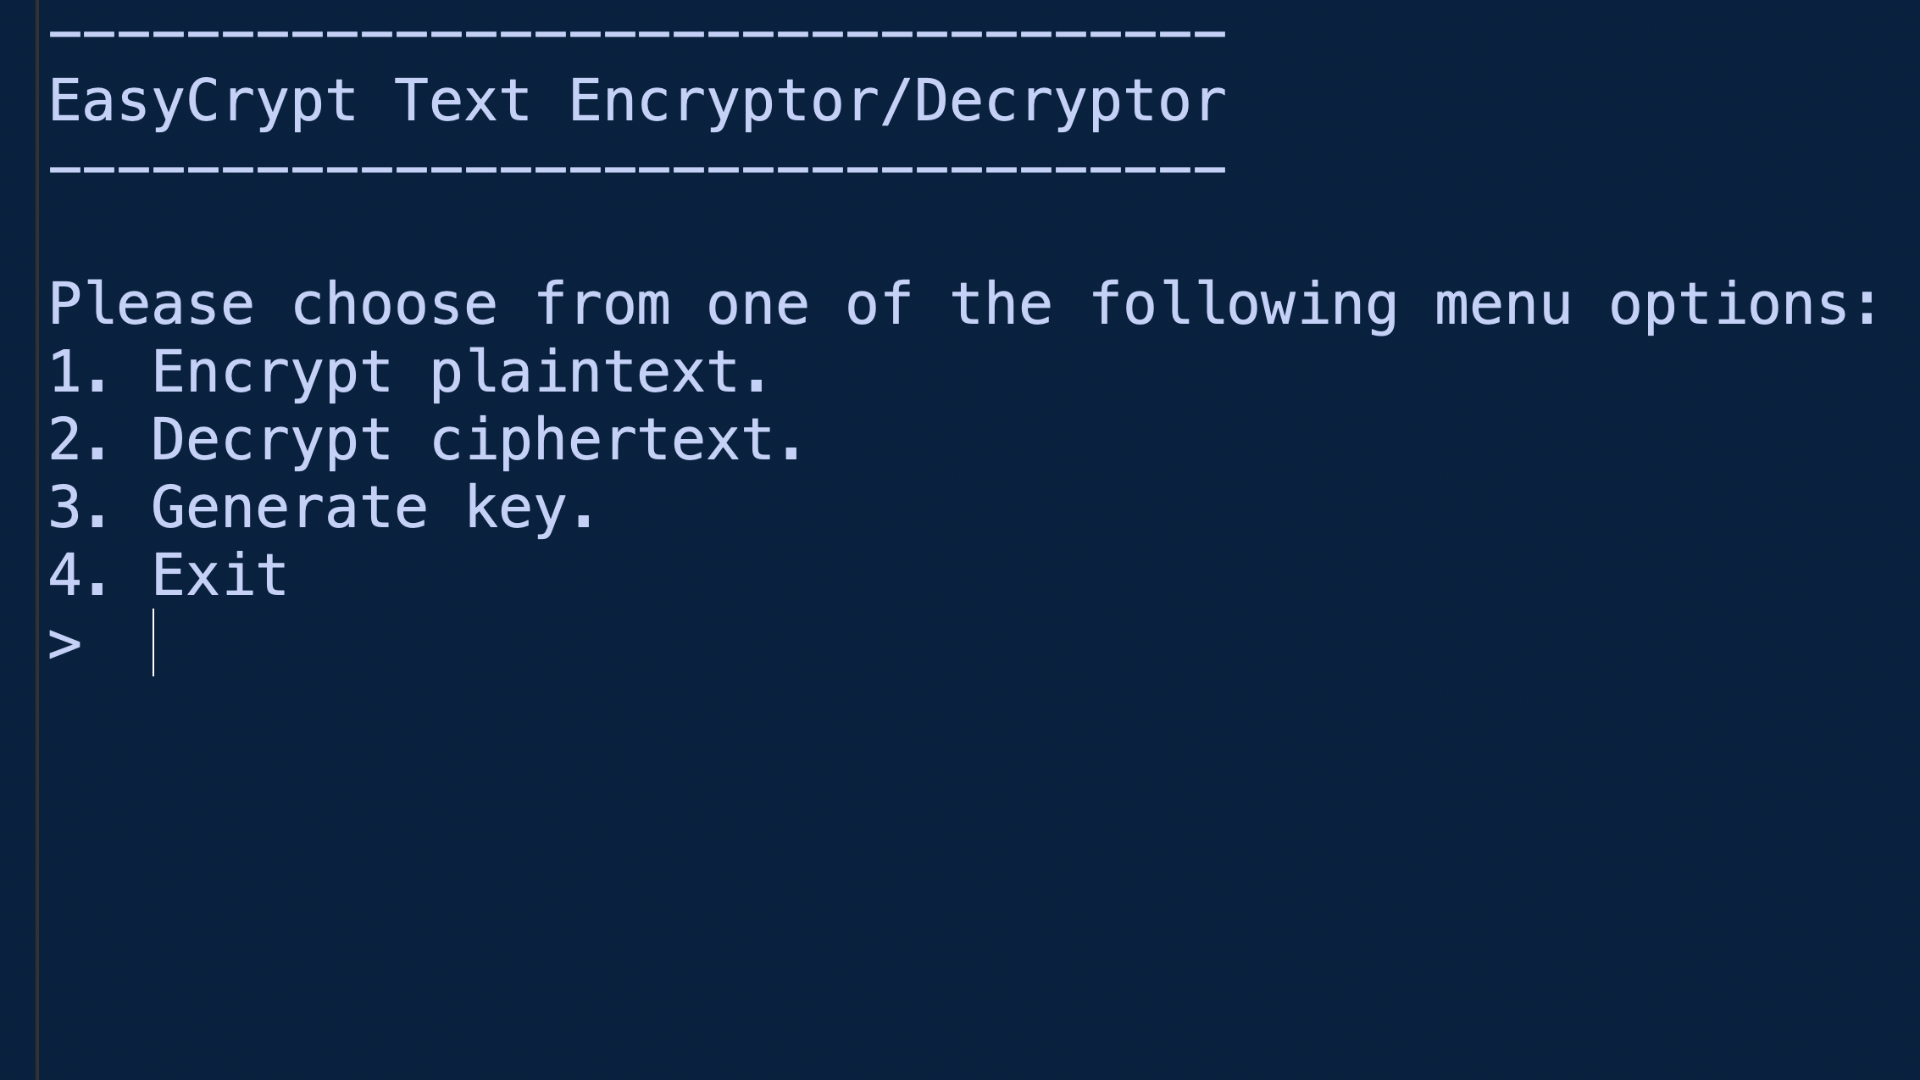 ----------------------------------
EasyCrypt Text Encryptor/Decryptor
----------------------------------
Please choose from one of the following menu options:
1. Encrypt plaintext.
2. Decrypt ciphertext.
3. Generate key.
4. Exit
>